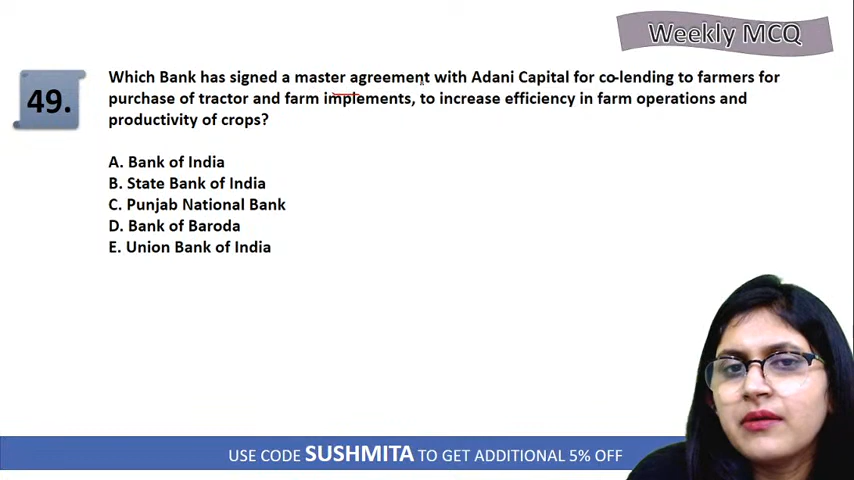 Weekly MCQ
49.
Which Bank has signed a master agreement with Adani Capital for co-lending to farmers for
purchase of tractor and farm implements, to increase efficiency in farm operations and
productivity of crops?
A. Bank of India
B. State Bank of India
C. Punjab National Bank
D. Bank of Baroda
E. Union Bank of India
USE CODE SUSHMITA TO GET ADDITIONAL 5% OFF